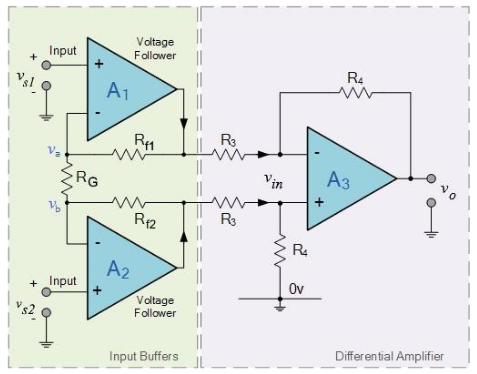 Voltage
Follower
+
Input
+
A1
vs1
-
-
va
Rf1
R3
R4
-
RG
vin
A3
vo
+
vb
Rf2
R3
-
R4
A2
+
Input
+
0v
vs2
-
Voltage
Follower
Input Buffers
Differential Amplifier